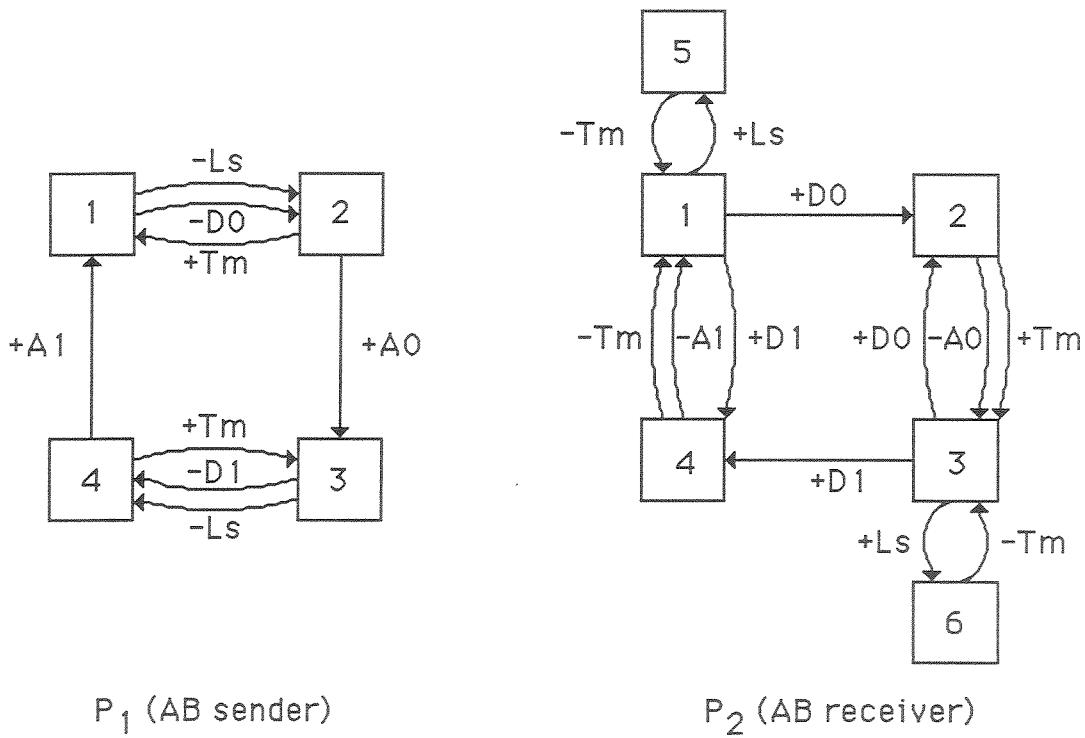 5
-Tm
+Ls
-Ls
1
-D0
2
+Tm
1
+D0
2
+A1
+A0
-Tm
-A1
+D1
+D0
-A0
+Tm
+Tm
4
-D1
3
-Ls
4
+D1
3
+Ls
-Tm
6
P1 (AB sender)
P2 (AB receiver)